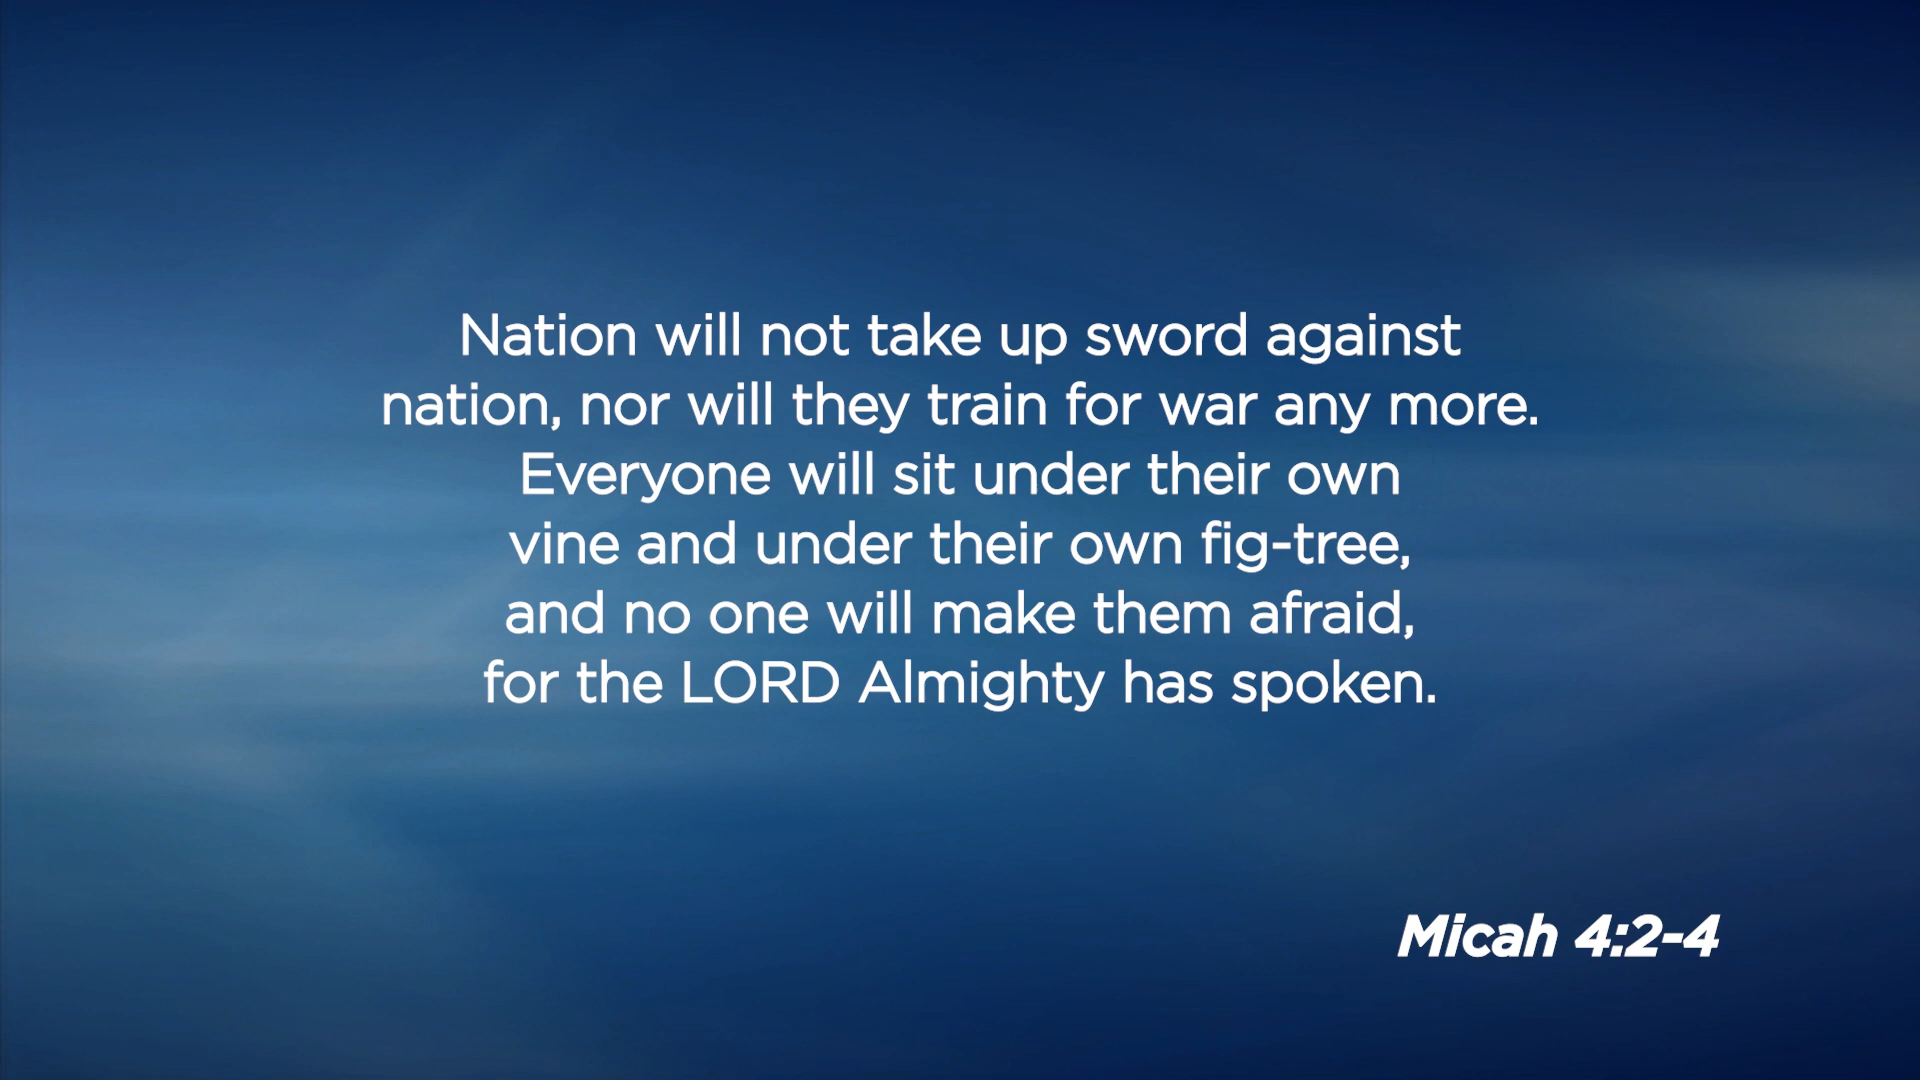 Nation will not take up sword against
nation, nor will they train for war any more.
Everyone will sit under their own
vine and under their own fig-tree,
and no one will make them afraid,
for the LORD Almighty has spoken.
Micah 4:2-4